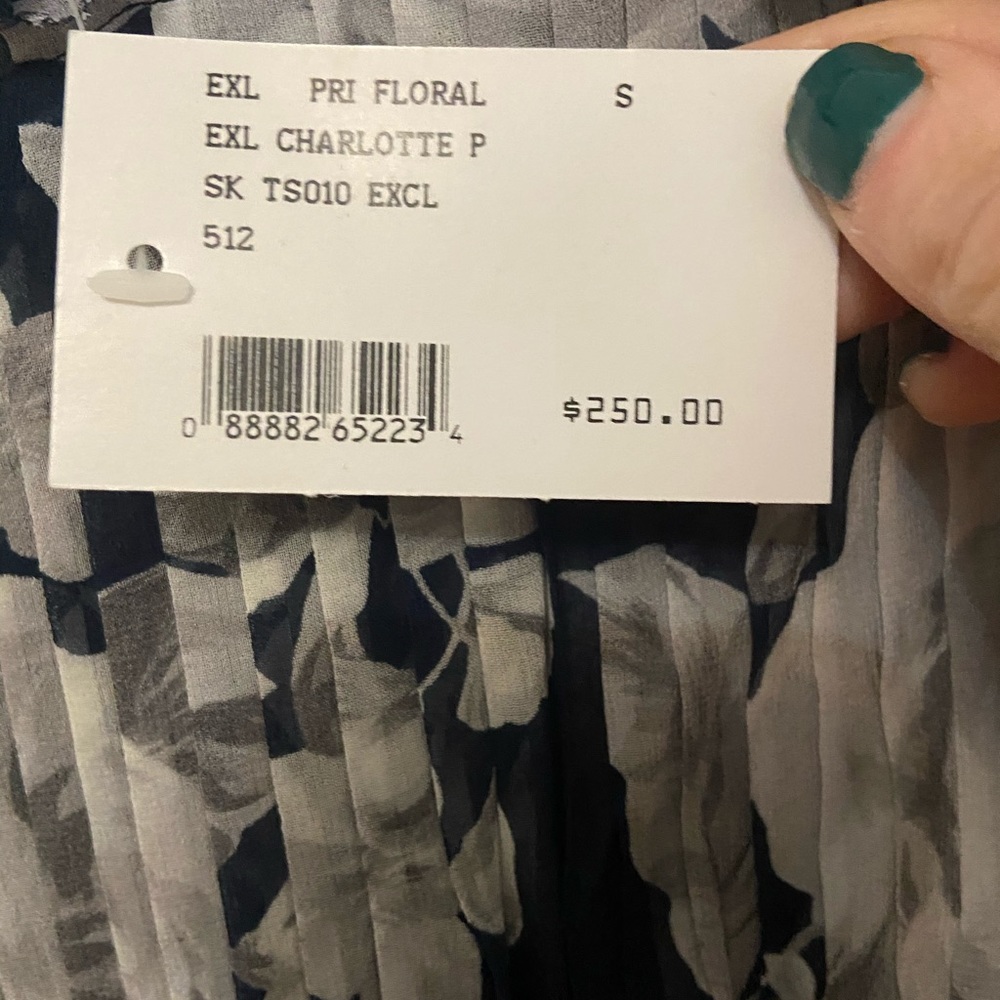 EXL PRI FLORAL S
EXL CHARLOTTE P
SK TS010 EXCL
512
0 88882 65223 4
$250.00